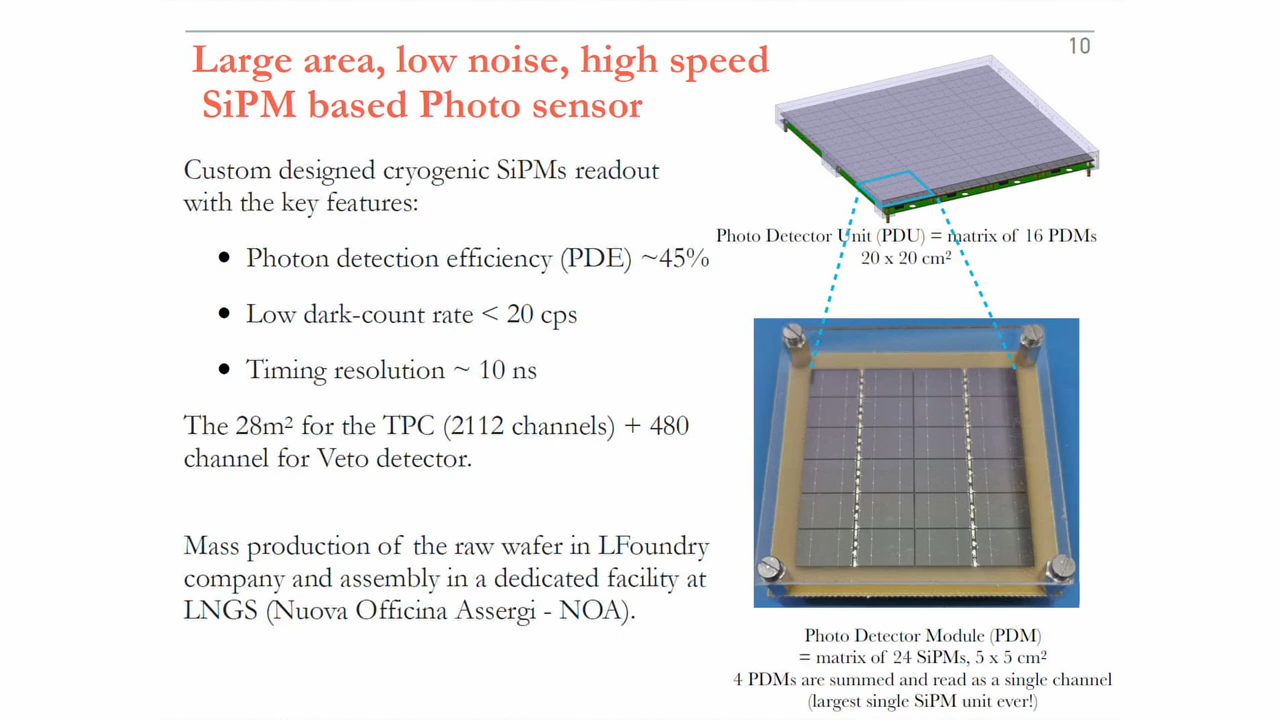 10
Large area, low noise, high speed
SiPM based Photo sensor
Custom designed cryogenic SiPMs readout
with the key features:
• Photon detection efficiency (PDE) ~45%
• Low dark-count rate < 20 cps
• Timing resolution ~ 10 ns
The 28m² for the TPC (2112 channels) + 480
channel for Veto detector.
Mass production of the raw wafer in LFoundry
company and assembly in a dedicated facility at
LNGS (Nuova Officina Assergi - NOA).
Photo Detector Unit (PDU) = matrix of 16 PDMs
20 x 20 cm²
Photo Detector Module (PDM)
= matrix of 24 SiPMs, 5 x 5 cm²
4 PDMs are summed and read as a single channel
(largest single SiPM unit ever!)